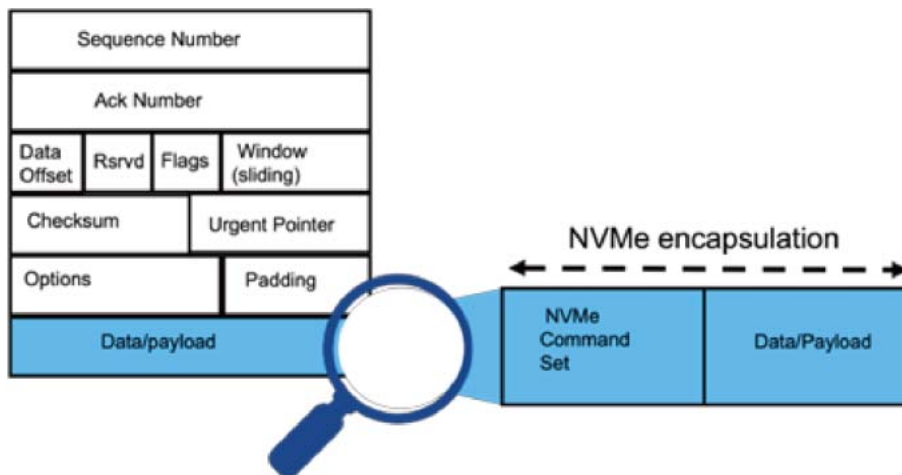 Sequence Number
Ack Number
Data
Offset
Rsrvd
Flags
Window
(sliding)
Checksum
Urgent Pointer
Options
Padding
Data/payload
NVMe encapsulation
NVMe
Command
Set
Data/Payload